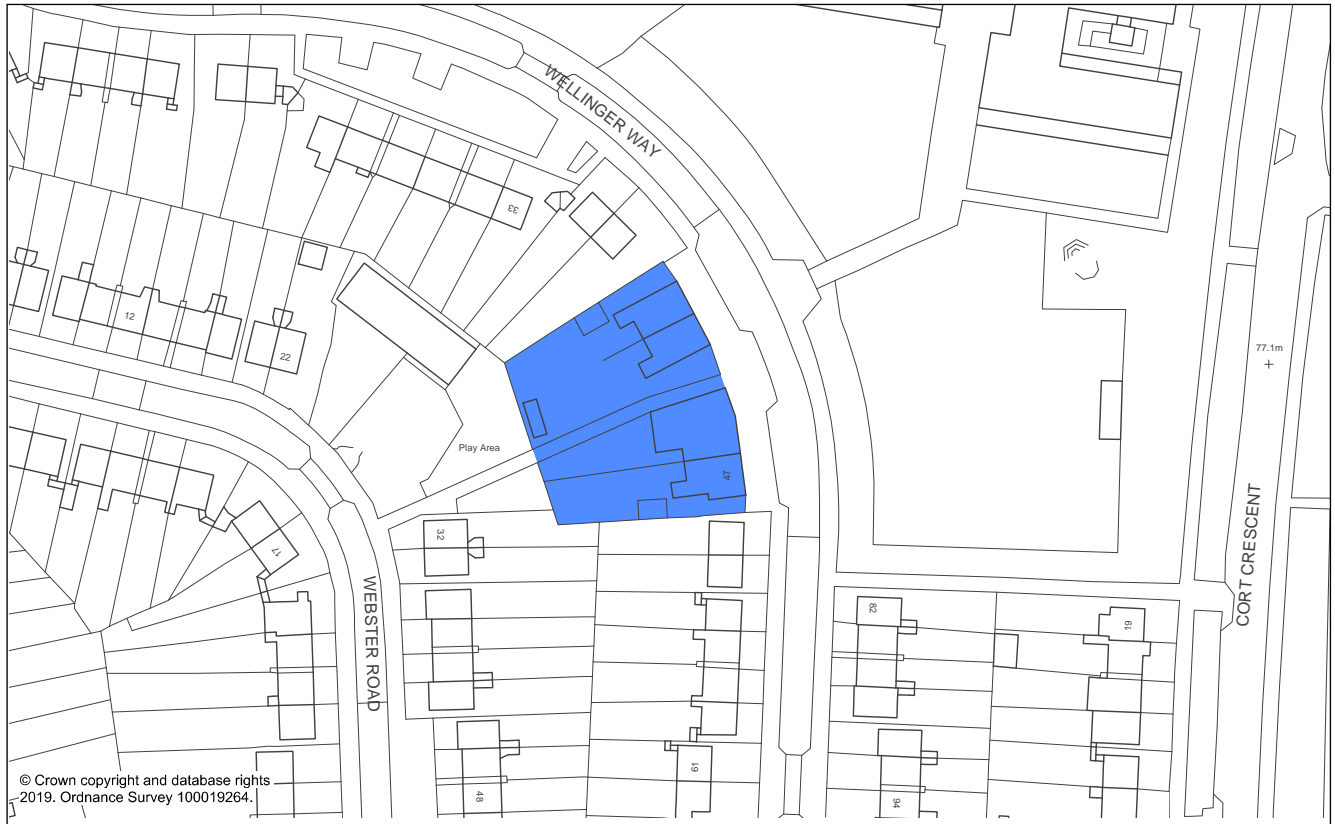 WELLINGER WAY
33
12
22
77.1m
Play Area
47
CORT CRESCENT
32
17
WEBSTER ROAD
82
19
61
48
94
© Crown copyright and database rights
2019. Ordnance Survey 100019264.